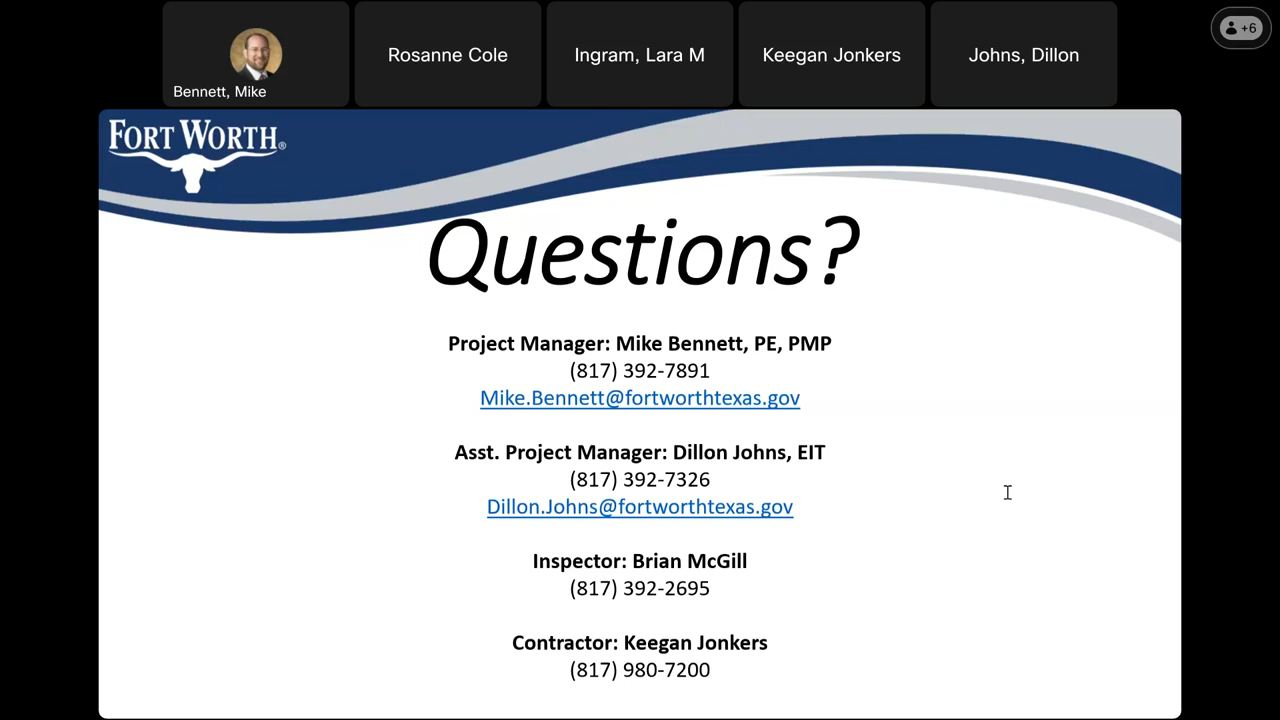 Bennett, Mike
Rosanne Cole
Ingram, Lara M
Keegan Jonkers
Johns, Dillon
+6
FORT WORTH®
Questions?
Project Manager: Mike Bennett, PE, PMP
(817) 392-7891
Mike.Bennett@fortworthtexas.gov
Asst. Project Manager: Dillon Johns, EIT
(817) 392-7326
Dillon.Johns@fortworthtexas.gov
Inspector: Brian McGill
(817) 392-2695
Contractor: Keegan Jonkers
(817) 980-7200